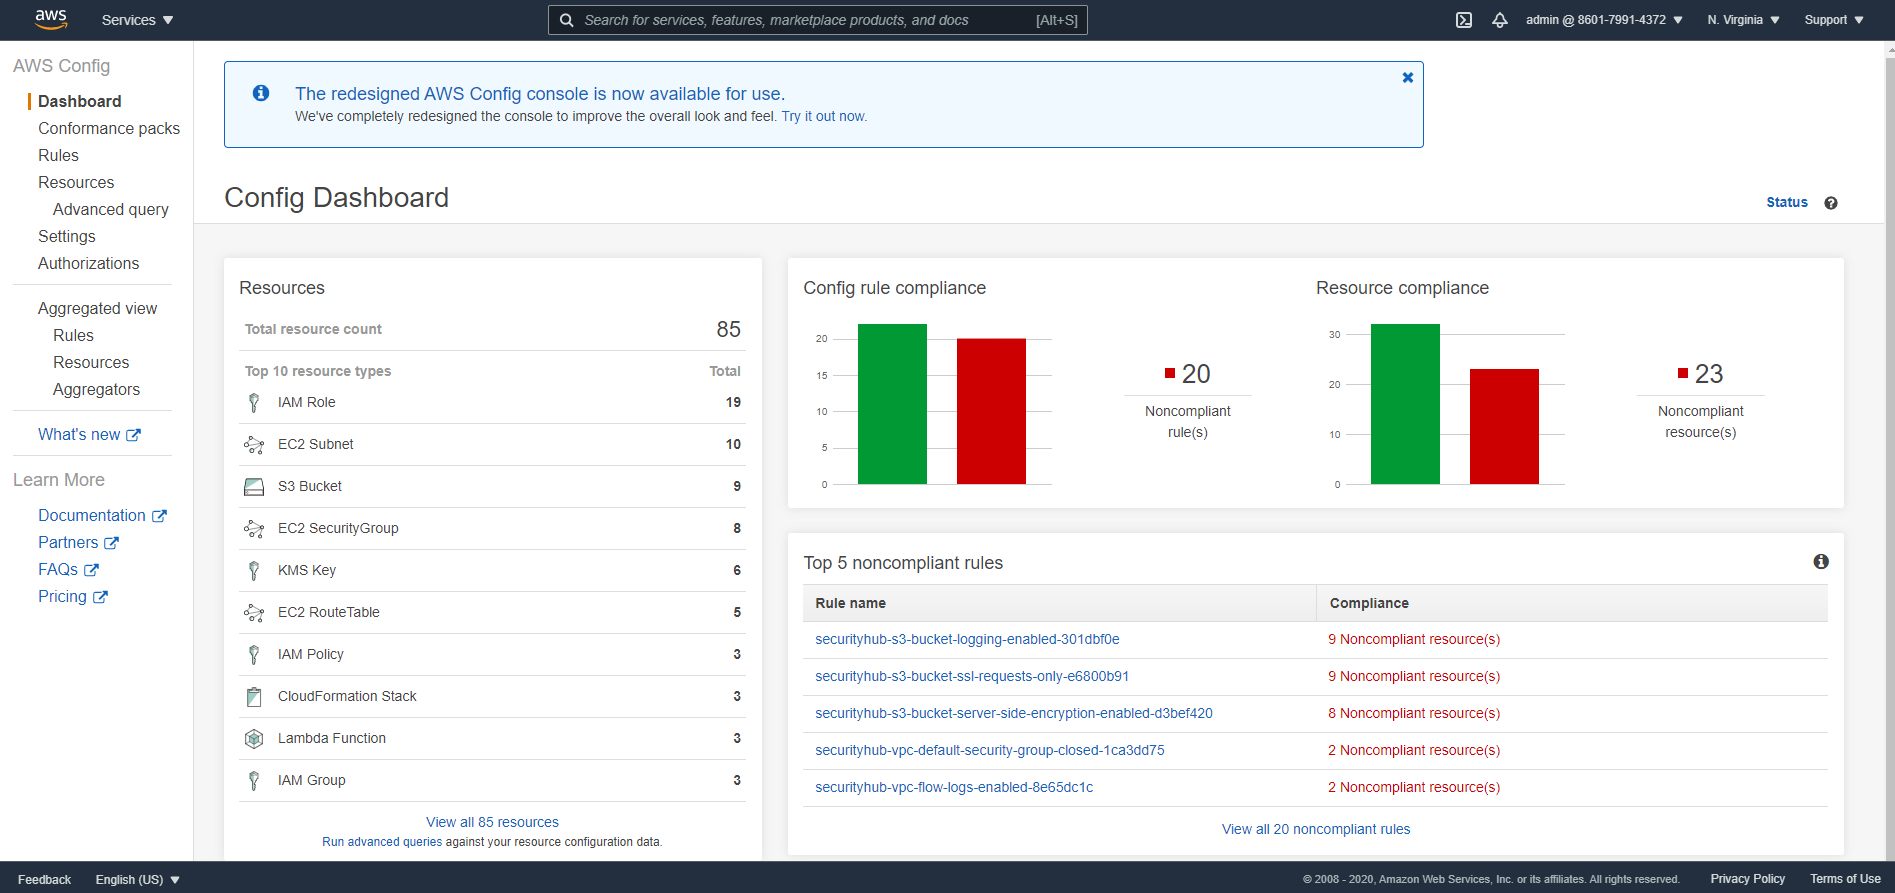 aws
Services
Search for services, features, marketplace products, and docs [Alt+S]
admin @ 8601-7991-4372
N. Virginia
Support
AWS Config
Dashboard
Conformance packs
Rules
Resources
Advanced query
Settings
Authorizations
Aggregated view
Rules
Resources
Aggregators
What's new
Learn More
Documentation
Partners
FAQs
Pricing
The redesigned AWS Config console is now available for use.
We've completely redesigned the console to improve the overall look and feel. Try it out now.
Config Dashboard
Status
Resources
Total resource count 85
Top 10 resource types Total
IAM Role 19
EC2 Subnet 10
S3 Bucket 9
EC2 SecurityGroup 8
KMS Key 6
EC2 RouteTable 5
IAM Policy 3
CloudFormation Stack 3
Lambda Function 3
IAM Group 3
View all 85 resources
Run advanced queries against your resource configuration data.
Config rule compliance
20
15
10
5
0
20
Noncompliant
rule(s)
Resource compliance
30
20
10
0
23
Noncompliant
resource(s)
Top 5 noncompliant rules
Rule name Compliance
securityhub-s3-bucket-logging-enabled-301dbf0e 9 Noncompliant resource(s)
securityhub-s3-bucket-ssl-requests-only-e6800b91 9 Noncompliant resource(s)
securityhub-s3-bucket-server-side-encryption-enabled-d3bef420 8 Noncompliant resource(s)
securityhub-vpc-default-security-group-closed-1ca3dd75 2 Noncompliant resource(s)
securityhub-vpc-flow-logs-enabled-8e65dc1c 2 Noncompliant resource(s)
View all 20 noncompliant rules
Feedback
English (US)
© 2008 - 2020, Amazon Web Services, Inc. or its affiliates. All rights reserved.
Privacy Policy
Terms of Use